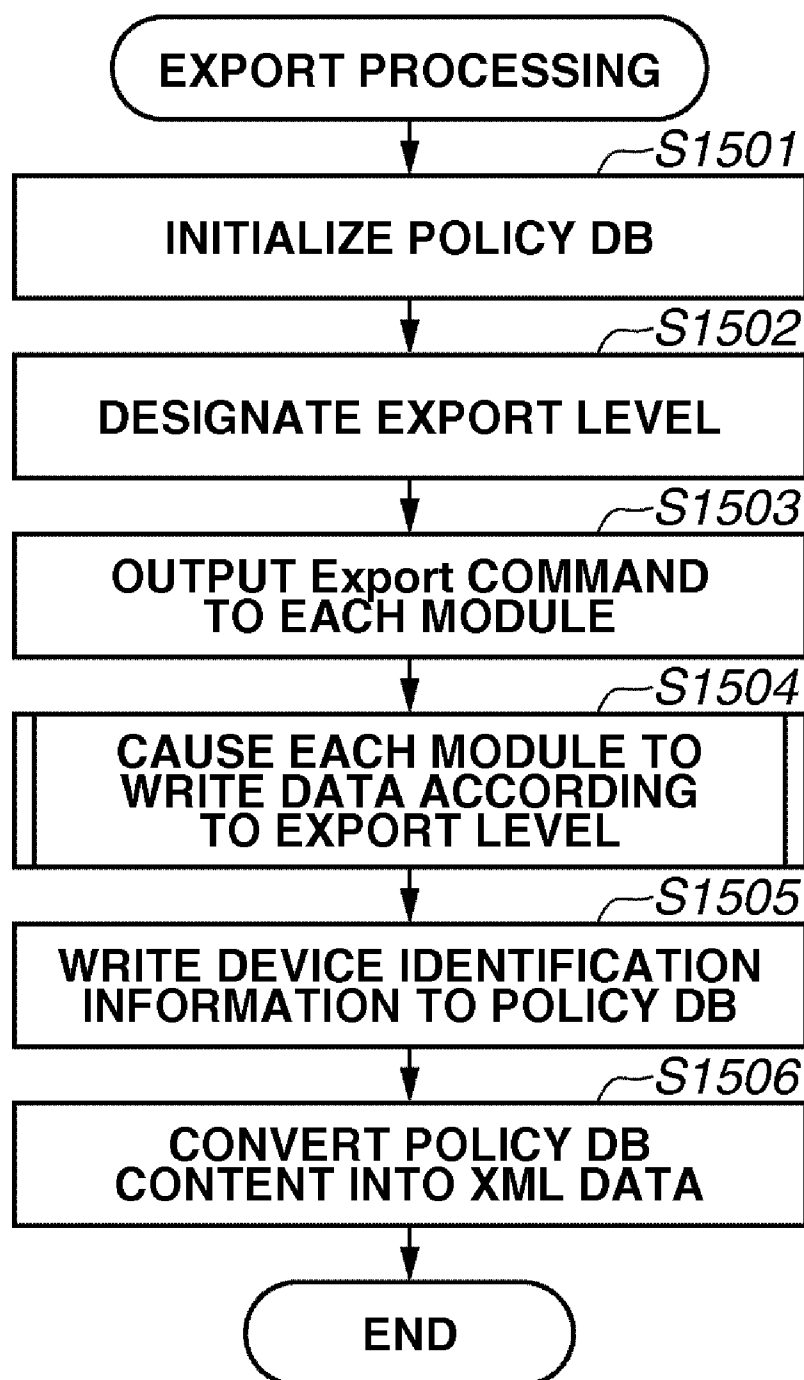 EXPORT PROCESSING
S1501
INITIALIZE POLICY DB
S1502
DESIGNATE EXPORT LEVEL
S1503
OUTPUT Export COMMAND
TO EACH MODULE
S1504
CAUSE EACH MODULE TO
WRITE DATA ACCORDING
TO EXPORT LEVEL
S1505
WRITE DEVICE IDENTIFICATION
INFORMATION TO POLICY DB
S1506
CONVERT POLICY DB
CONTENT INTO XML DATA
END